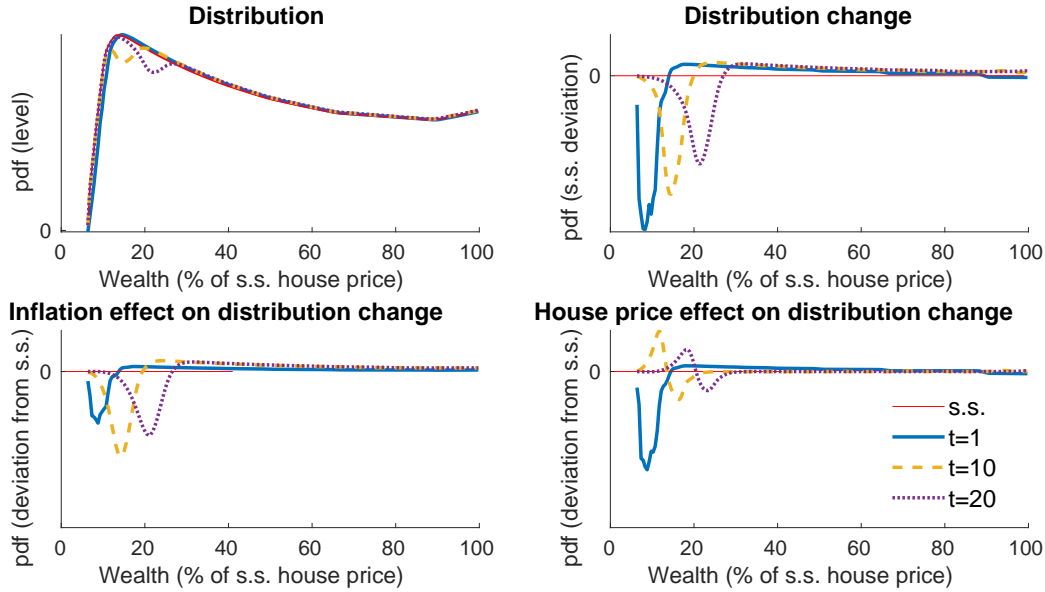 Distribution
pdf (level)
0
0 20 40 60 80 100
Wealth (% of s.s. house price)
Distribution change
pdf (s.s. deviation)
0
0 20 40 60 80 100
Wealth (% of s.s. house price)
Inflation effect on distribution change
pdf (deviation from s.s.)
0
0 20 40 60 80 100
Wealth (% of s.s. house price)
House price effect on distribution change
pdf (deviation from s.s.)
0
s.s.
t=1
t=10
t=20
0 20 40 60 80 100
Wealth (% of s.s. house price)